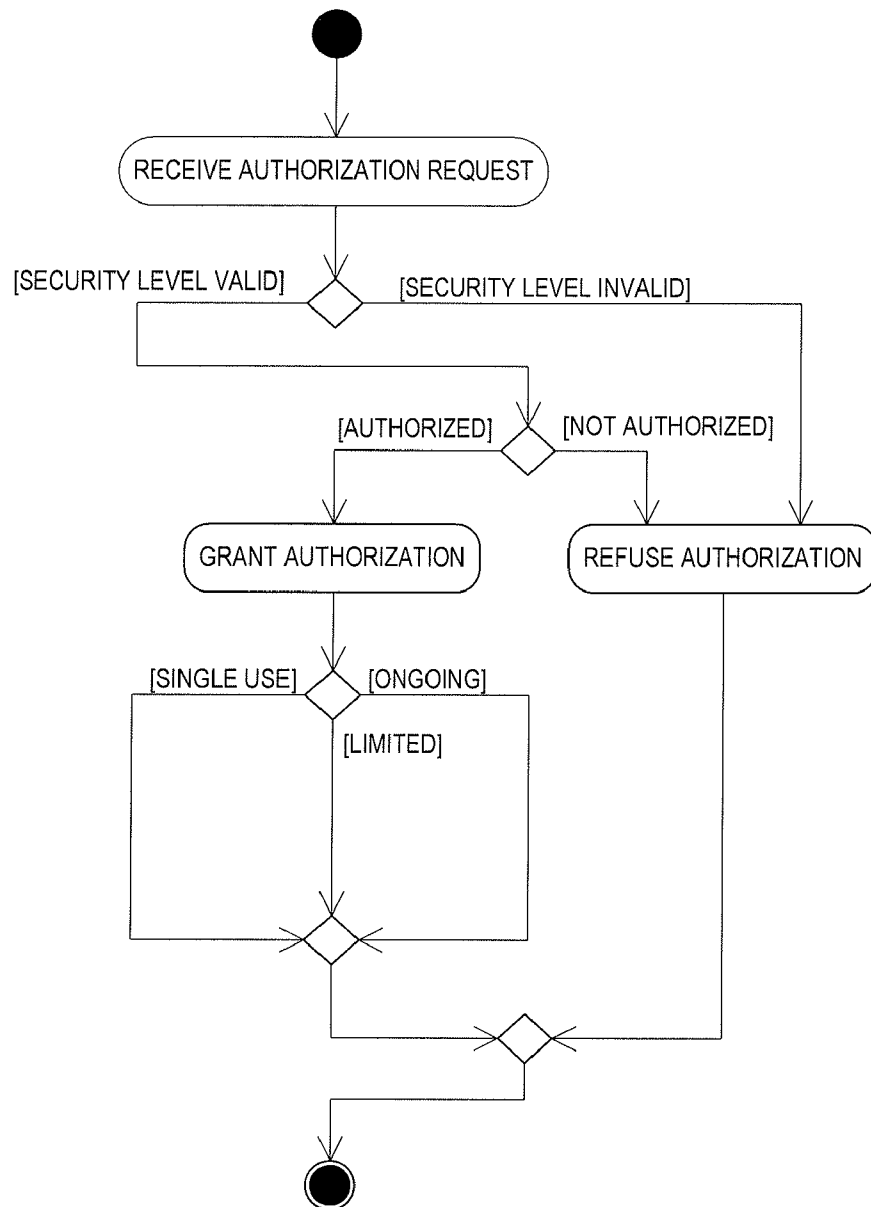 RECEIVE AUTHORIZATION REQUEST
[SECURITY LEVEL VALID]
[SECURITY LEVEL INVALID]
[AUTHORIZED]
[NOT AUTHORIZED]
GRANT AUTHORIZATION
REFUSE AUTHORIZATION
[SINGLE USE]
[ONGOING]
[LIMITED]